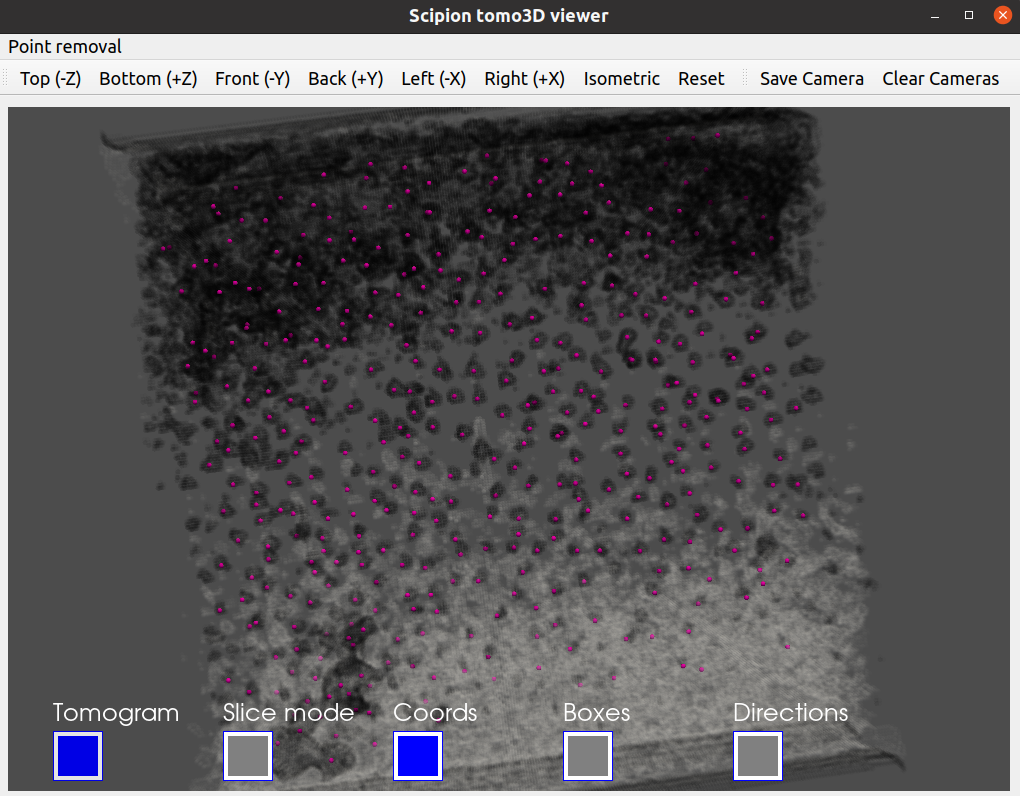 Scipion tomo3D viewer
Point removal
Top (-Z) Bottom (+Z) Front (-Y) Back (+Y) Left (-X) Right (+X) Isometric Reset Save Camera Clear Cameras
Tomogram Slice mode Coords Boxes Directions